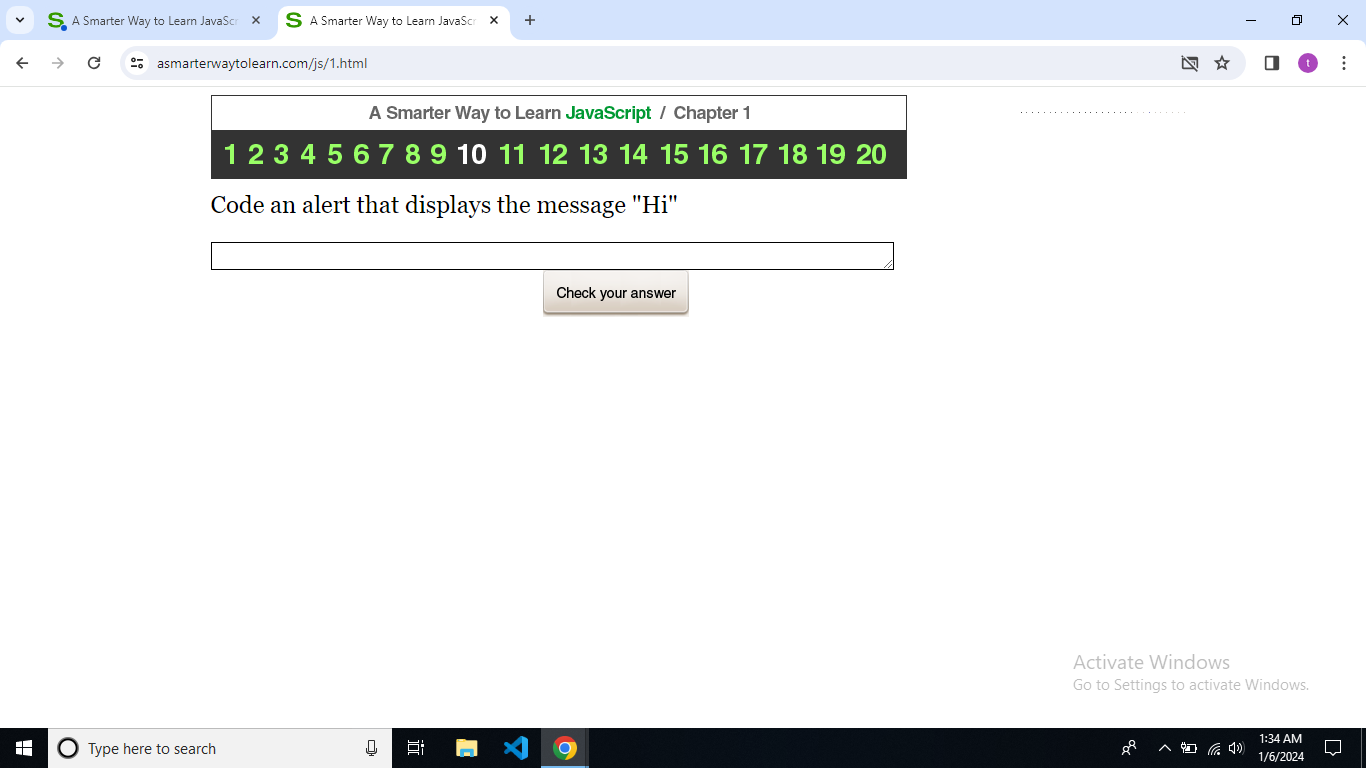 A Smarter Way to Learn JavaSc
A Smarter Way to Learn JavaSc
asmarterwaytolearn.com/js/1.html
t
A Smarter Way to Learn JavaScript / Chapter 1
1 2 3 4 5 6 7 8 9 10 11 12 13 14 15 16 17 18 19 20
Code an alert that displays the message "Hi"
Check your answer
Activate Windows
Go to Settings to activate Windows.
Type here to search
1:34 AM
1/6/2024